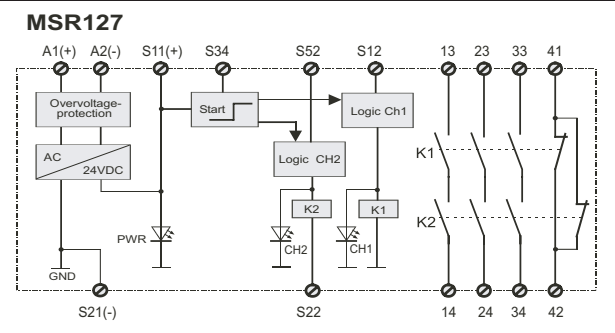 MSR127
A1(+) A2(-) S11(+) S34 S52 S12 13 23 33 41
Overvoltage-
protection
Start
Logic Ch1
AC
24VDC
Logic CH2
K1
K2 K1
K2
PWR
CH2 CH1
GND
S21(-) S22 14 24 34 42